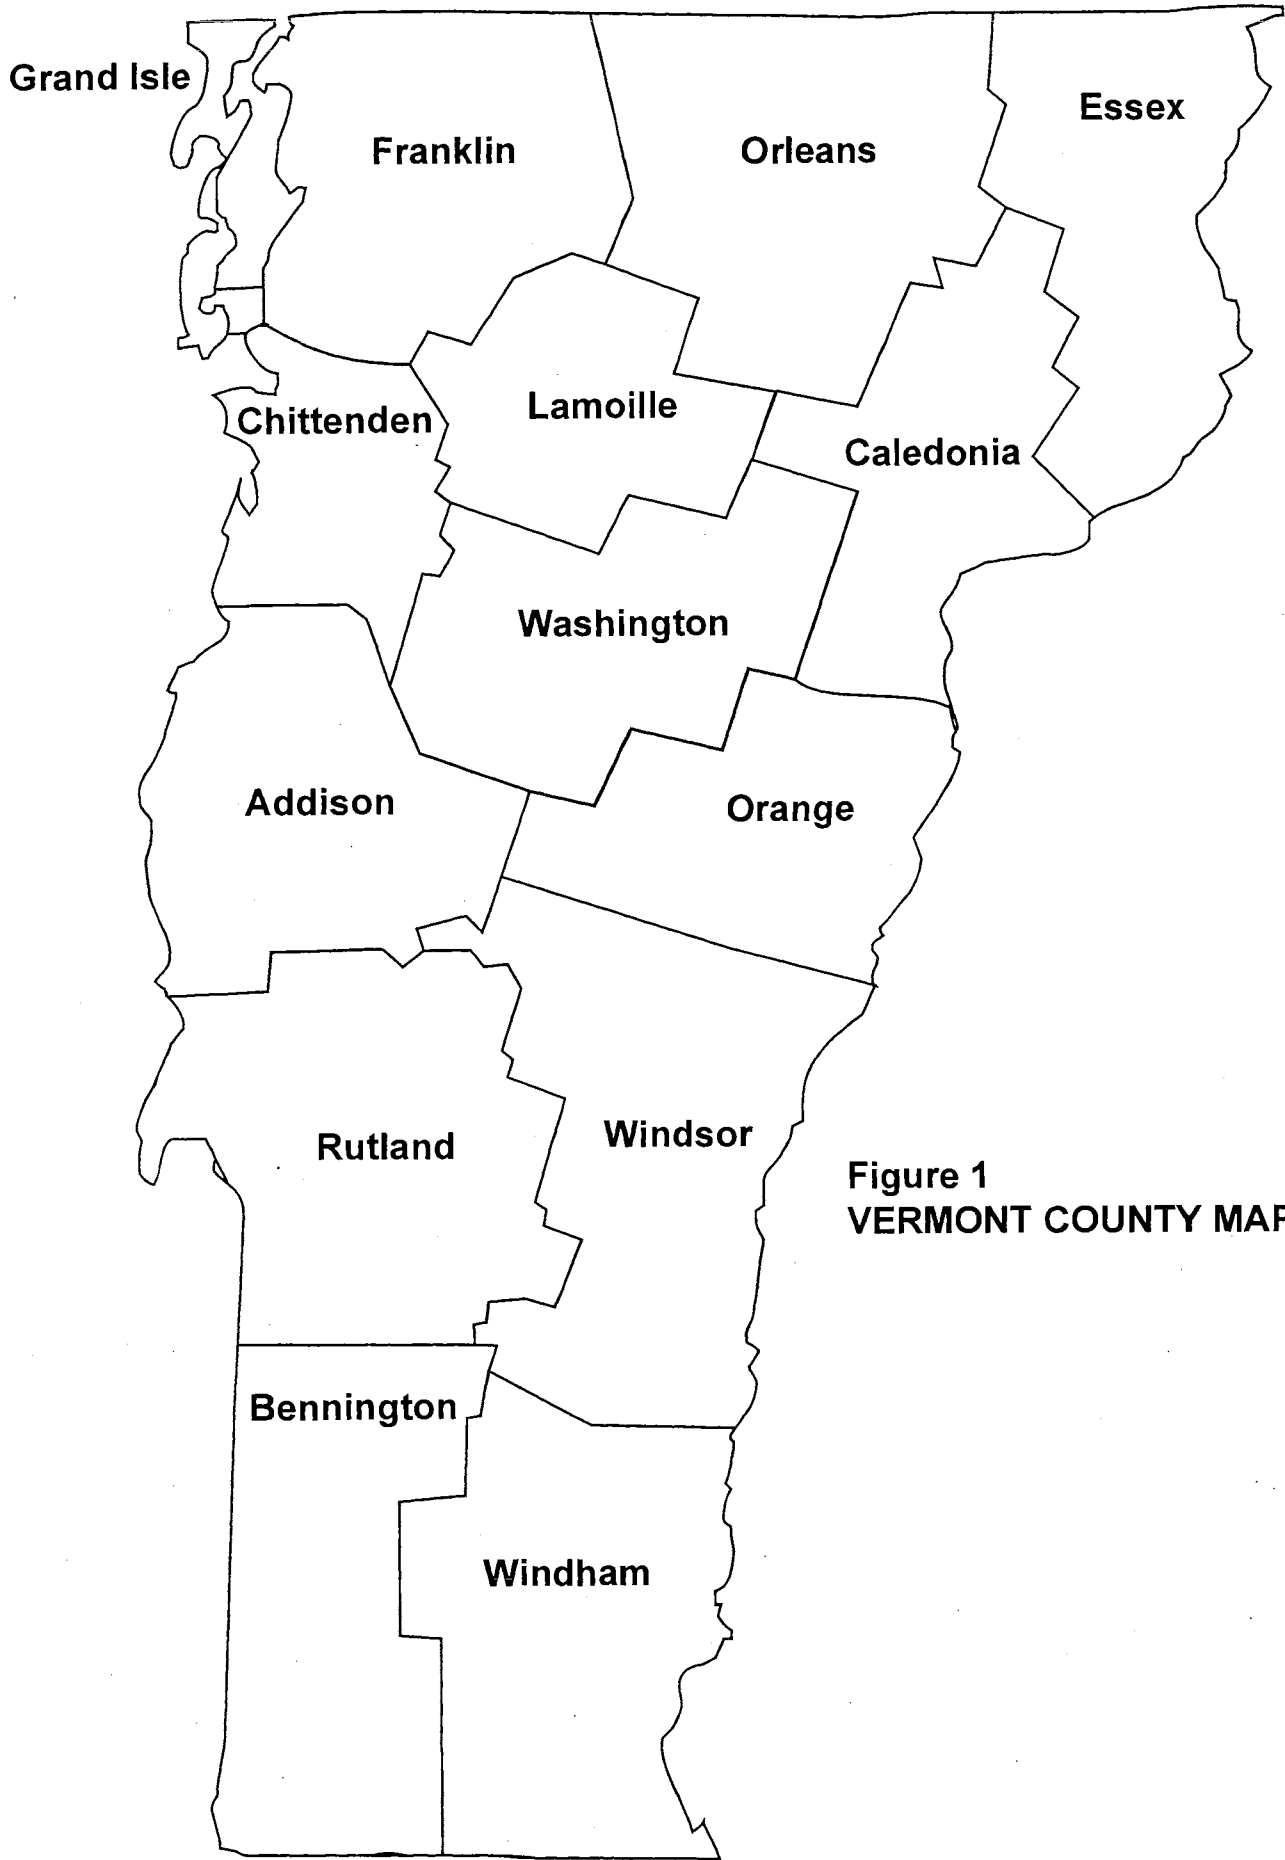 Grand Isle
Franklin
Orleans
Essex
Chittenden
Lamoille
Caledonia
Washington
Addison
Orange
Rutland
Windsor
Figure 1
VERMONT COUNTY MAP
Bennington
Windham